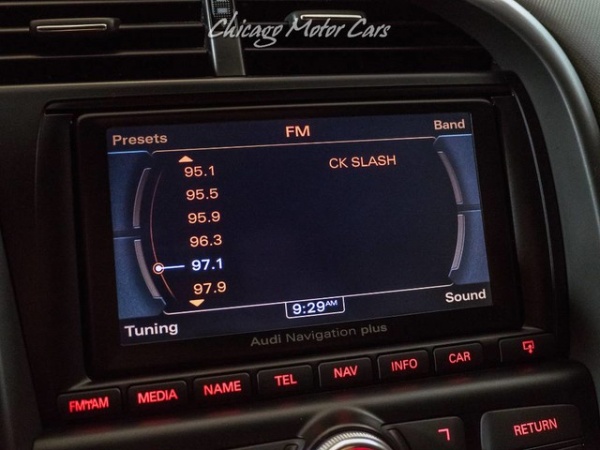 Chicago Motor Cars
Presets
FM
Band
95.1
CK SLASH
95.5
95.9
96.3
97.1
97.9
9:29AM
Tuning
Sound
Audi Navigation plus
FM/AM
MEDIA
NAME
TEL
NAV
INFO
CAR
RETURN